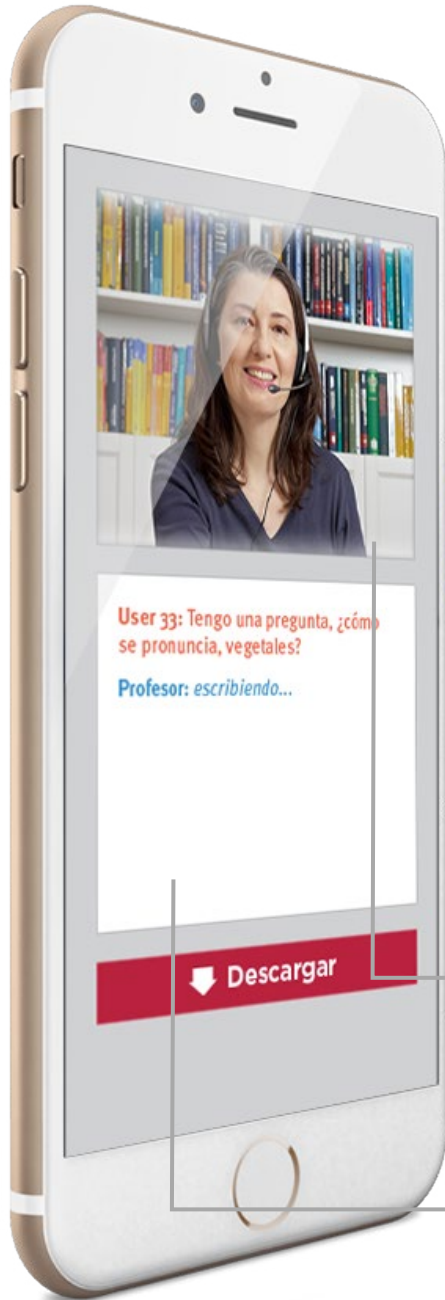 User 33: Tengo una pregunta, ¿cómo
se pronuncia, vegetales?
Profesor: escribiendo...
Descargar